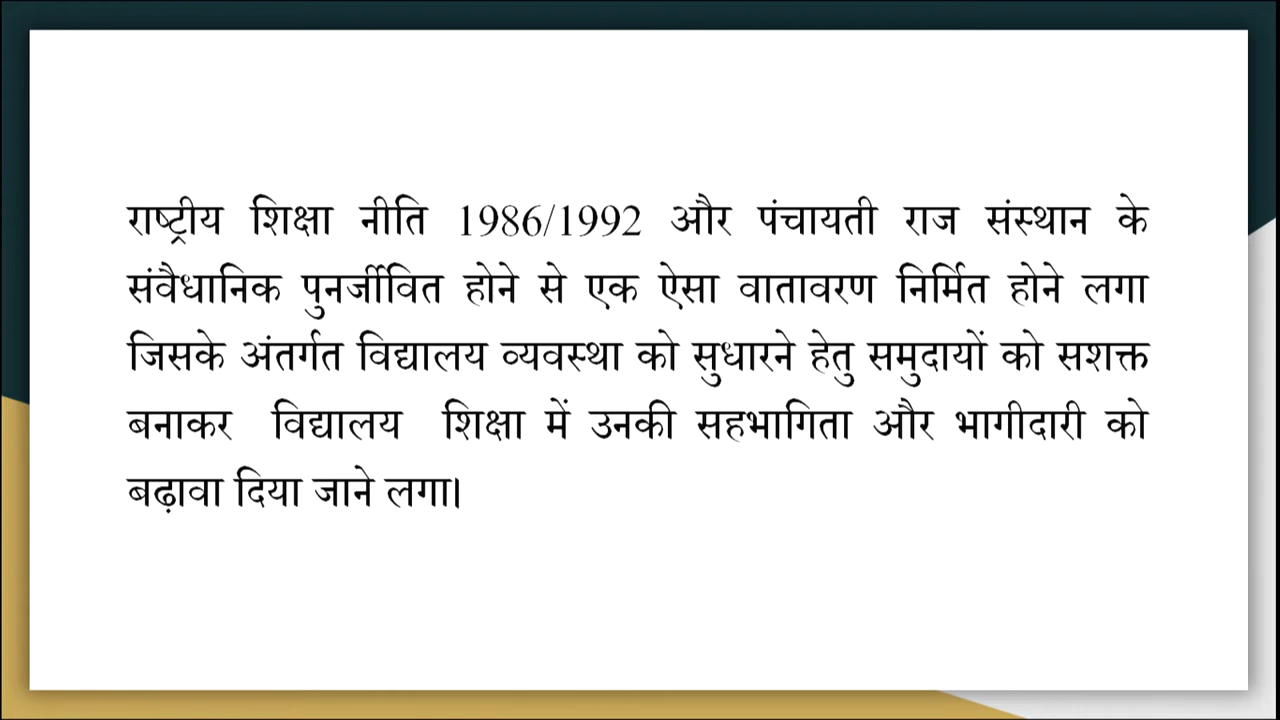 राष्ट्रीय शिक्षा नीति 1986/1992 और पंचायती राज संस्थान के
संवैधानिक पुनर्जीवित होने से एक ऐसा वातावरण निर्मित होने लगा
जिसके अंतर्गत विद्यालय व्यवस्था को सुधारने हेतु समुदायों को सशक्त
बनाकर विद्यालय शिक्षा में उनकी सहभागिता और भागीदारी को
बढ़ावा दिया जाने लगा।